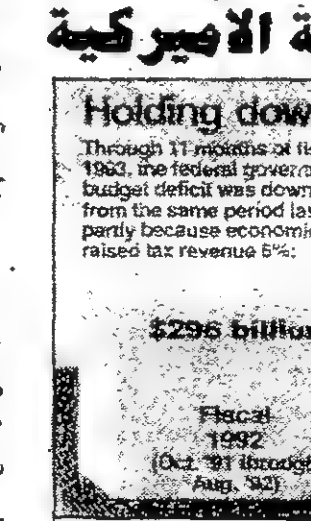 ة الأميركية
Holding dow
Through 11 months of fis
1993, the federal governm
budget deficit was down
from the same period las
partly because economic
raised tax revenue 6%:
$296 billion
Fiscal
1992
(Oct. '91 through
Aug. '92)